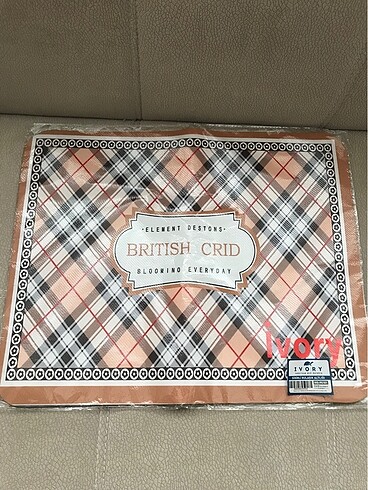 ·ELEMENT DESTONS·
BRITISH CRID
BLOOMINO EVERYDAY
ivory
IVORY